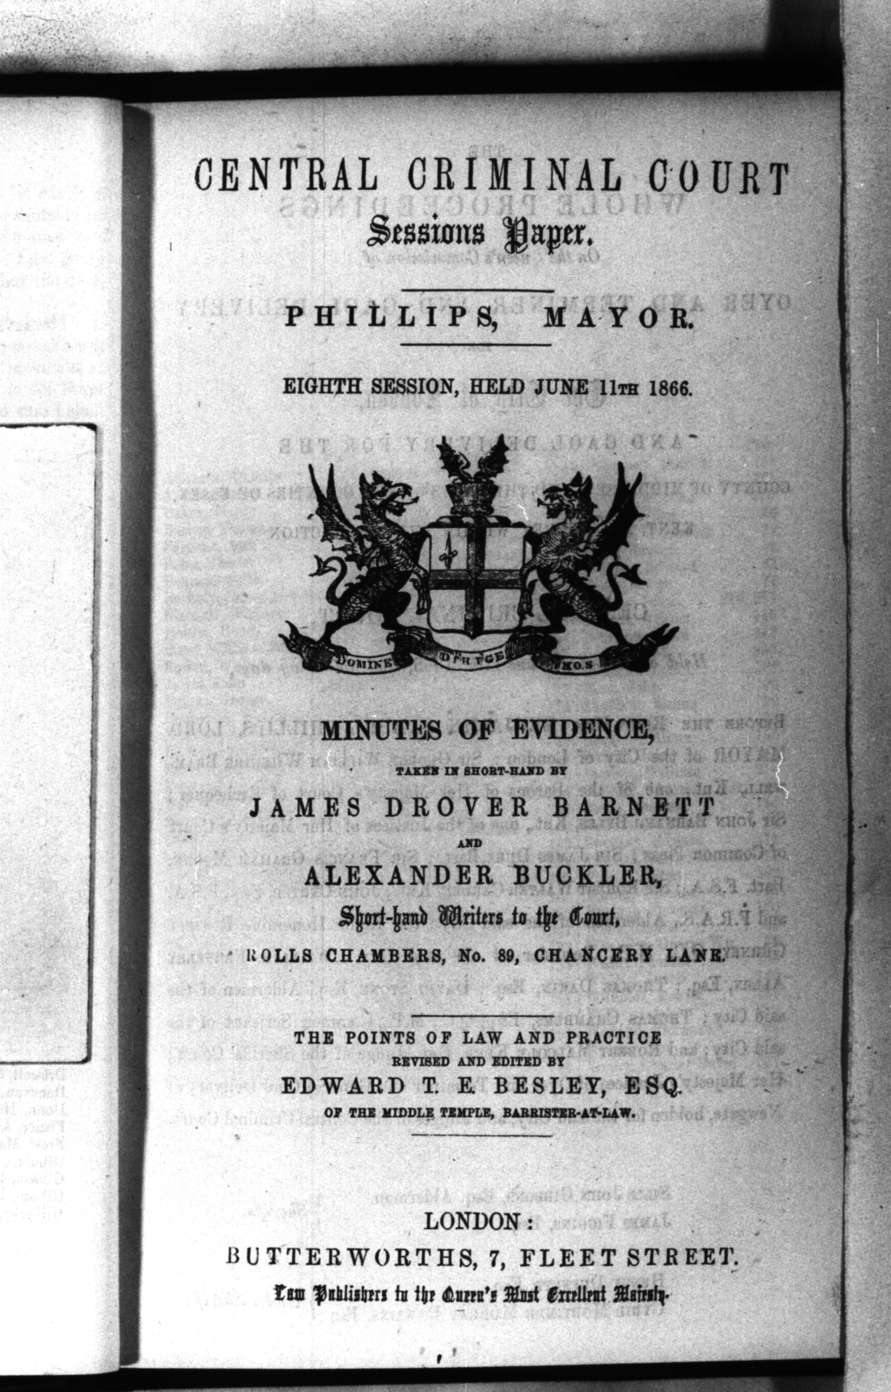 CENTRAL CRIMINAL COURT
Sessions Paper.
PHILLIPS, MAYOR.
EIGHTH SESSION, HELD JUNE 11TH 1866.
DOMINE DIRIGE NOS
MINUTES OF EVIDENCE,
TAKEN IN SHORT-HAND BY
JAMES DROVER BARNETT
AND
ALEXANDER BUCKLER,
Short-hand Writers to the Court,
ROLLS CHAMBERS, No. 89, CHANCERY LANE.
THE POINTS OF LAW AND PRACTICE
REVISED AND EDITED BY
EDWARD T. E. BESLEY, ESQ.
OF THE MIDDLE TEMPLE, BARRISTER-AT-LAW.
LONDON:
BUTTERWORTHS, 7, FLEET STREET.
Law Publishers to the Queen's Most Excellent Majesty.